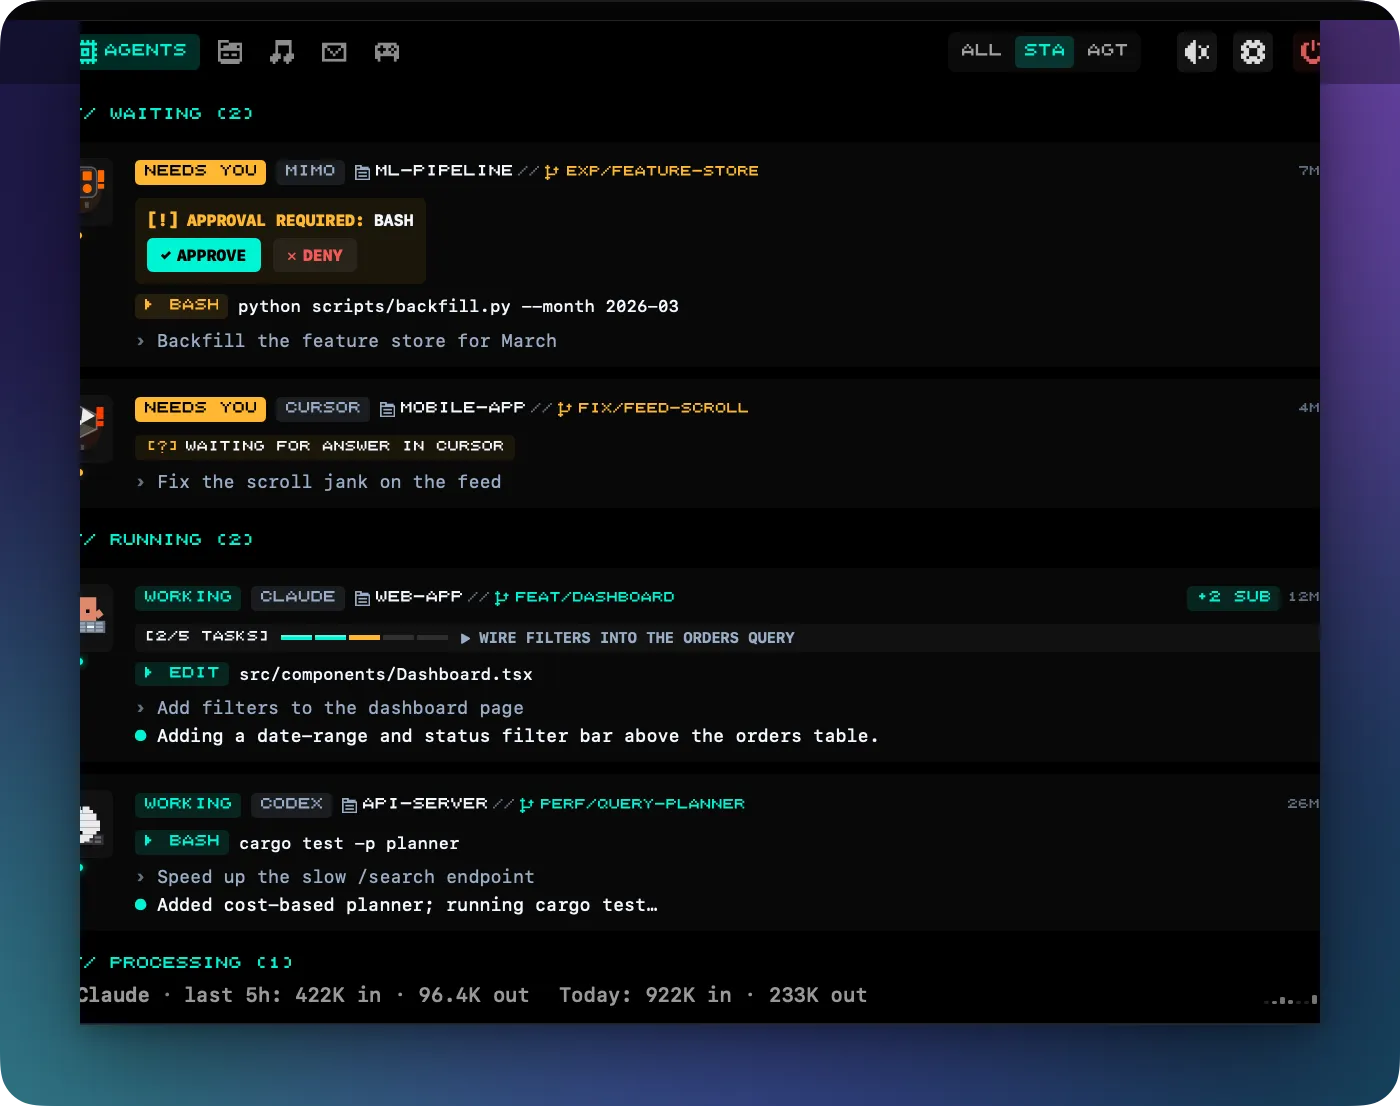 AGENTS ALL STA AGT
// WAITING (2)
NEEDS YOU MIMO ML-PIPELINE // EXP/FEATURE-STORE 7M
[!] APPROVAL REQUIRED: BASH
✓ APPROVE × DENY
BASH python scripts/backfill.py --month 2026-03
› Backfill the feature store for March
NEEDS YOU CURSOR MOBILE-APP // FIX/FEED-SCROLL 4M
[?] WAITING FOR ANSWER IN CURSOR
› Fix the scroll jank on the feed
// RUNNING (2)
WORKING CLAUDE WEB-APP // FEAT/DASHBOARD +2 SUB 12M
[2/5 TASKS] ▶ WIRE FILTERS INTO THE ORDERS QUERY
EDIT src/components/Dashboard.tsx
› Add filters to the dashboard page
Adding a date-range and status filter bar above the orders table.
WORKING CODEX API-SERVER // PERF/QUERY-PLANNER 26M
BASH cargo test -p planner
› Speed up the slow /search endpoint
Added cost-based planner; running cargo test…
// PROCESSING (1)
Claude · last 5h: 422K in · 96.4K out Today: 922K in · 233K out